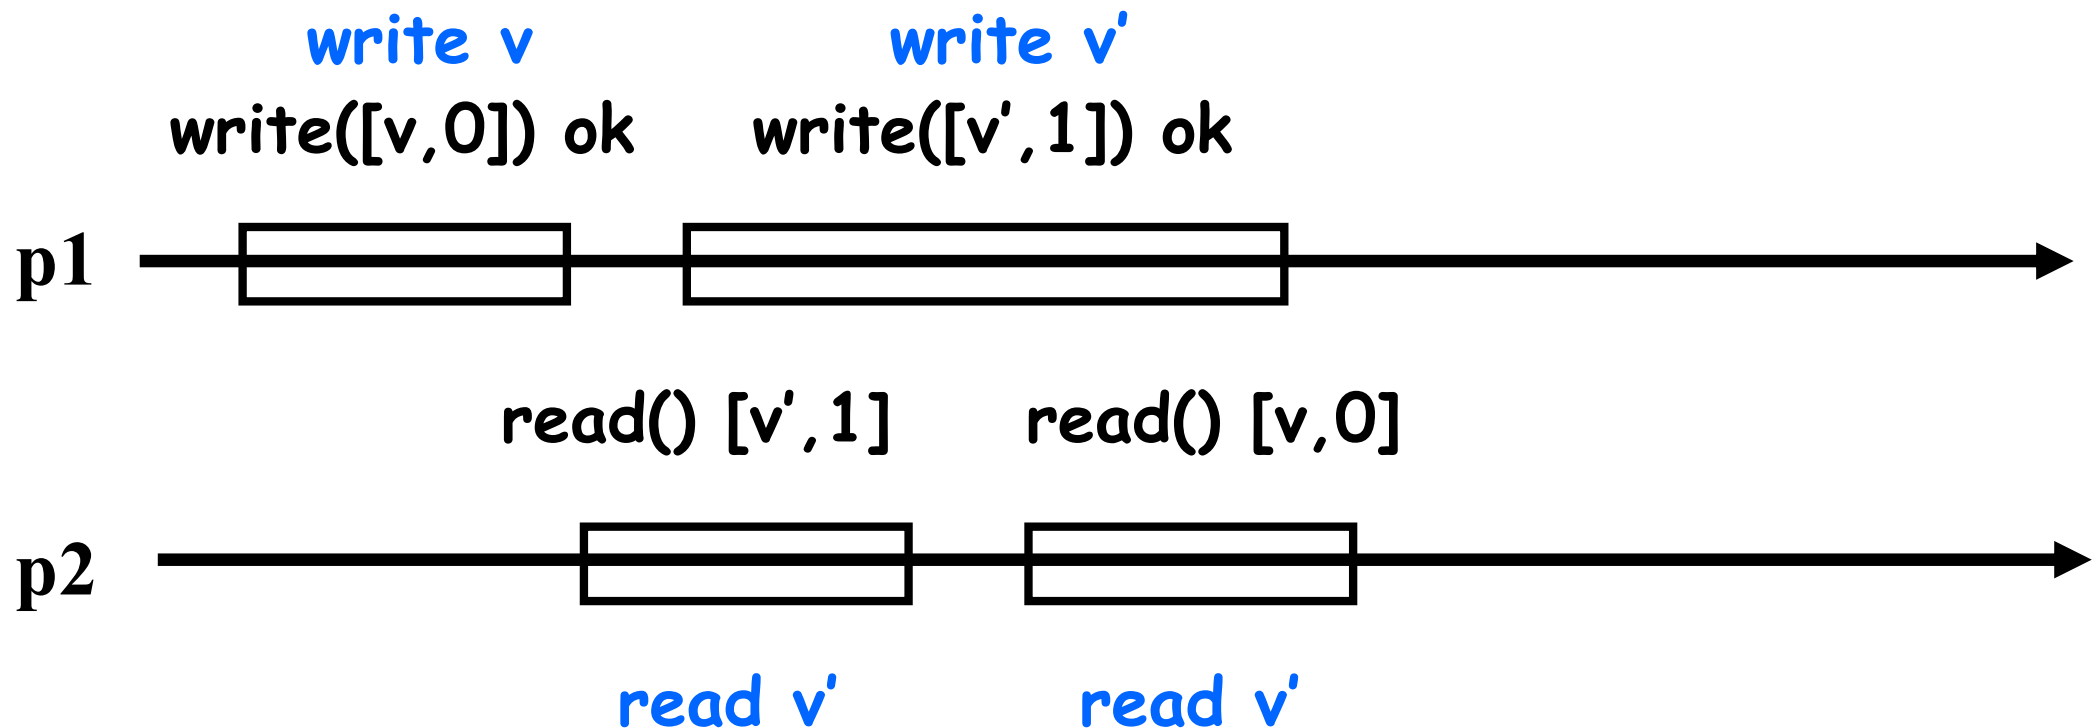 write v write v’
write([v,0]) ok write([v’,1]) ok
p1
read() [v’,1] read() [v,0]
p2
read v’ read v’